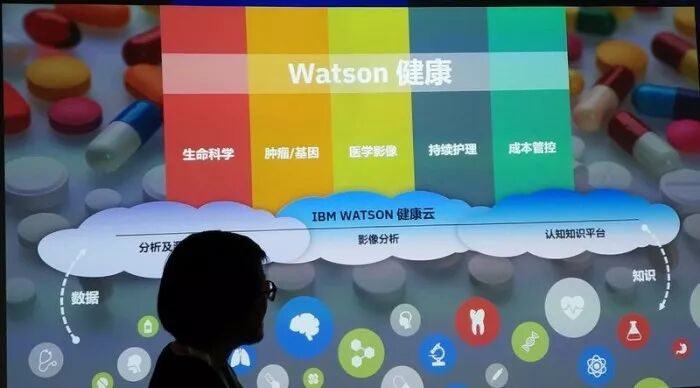 Watson 健康
生命科学
肿瘤/基因
医学影像
持续护理
成本管控
IBM WATSON 健康云
分析及
影像分析
认知知识平台
数据
知识